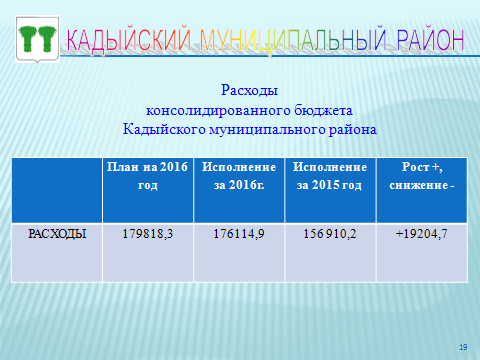 КАДЫЙСКИЙ МУНИЦИПАЛЬНЫЙ РАЙОН
Расходы
консолидированного бюджета
Кадыйского муниципального района
План на 2016 год
Исполнение за 2016г.
Исполнение за 2015 год
Рост +, снижение -
РАСХОДЫ 179818,3 176114,9 156 910,2 +19204,7
19